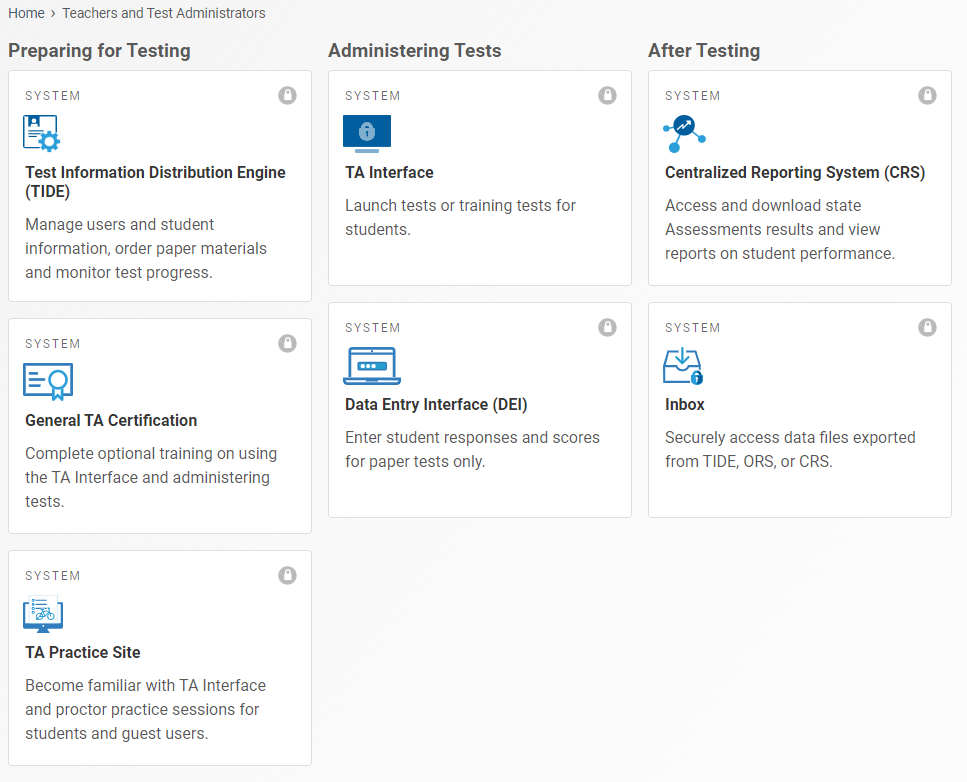 Home › Teachers and Test Administrators
Preparing for Testing
SYSTEM
Test Information Distribution Engine
(TIDE)
Manage users and student
information, order paper materials
and monitor test progress.
SYSTEM
General TA Certification
Complete optional training on using
the TA Interface and administering
tests.
SYSTEM
TA Practice Site
Become familiar with TA Interface
and proctor practice sessions for
students and guest users.
Administering Tests
SYSTEM
TA Interface
Launch tests or training tests for
students.
SYSTEM
Data Entry Interface (DEI)
Enter student responses and scores
for paper tests only.
After Testing
SYSTEM
Centralized Reporting System (CRS)
Access and download state
Assessments results and view
reports on student performance.
SYSTEM
Inbox
Securely access data files exported
from TIDE, ORS, or CRS.